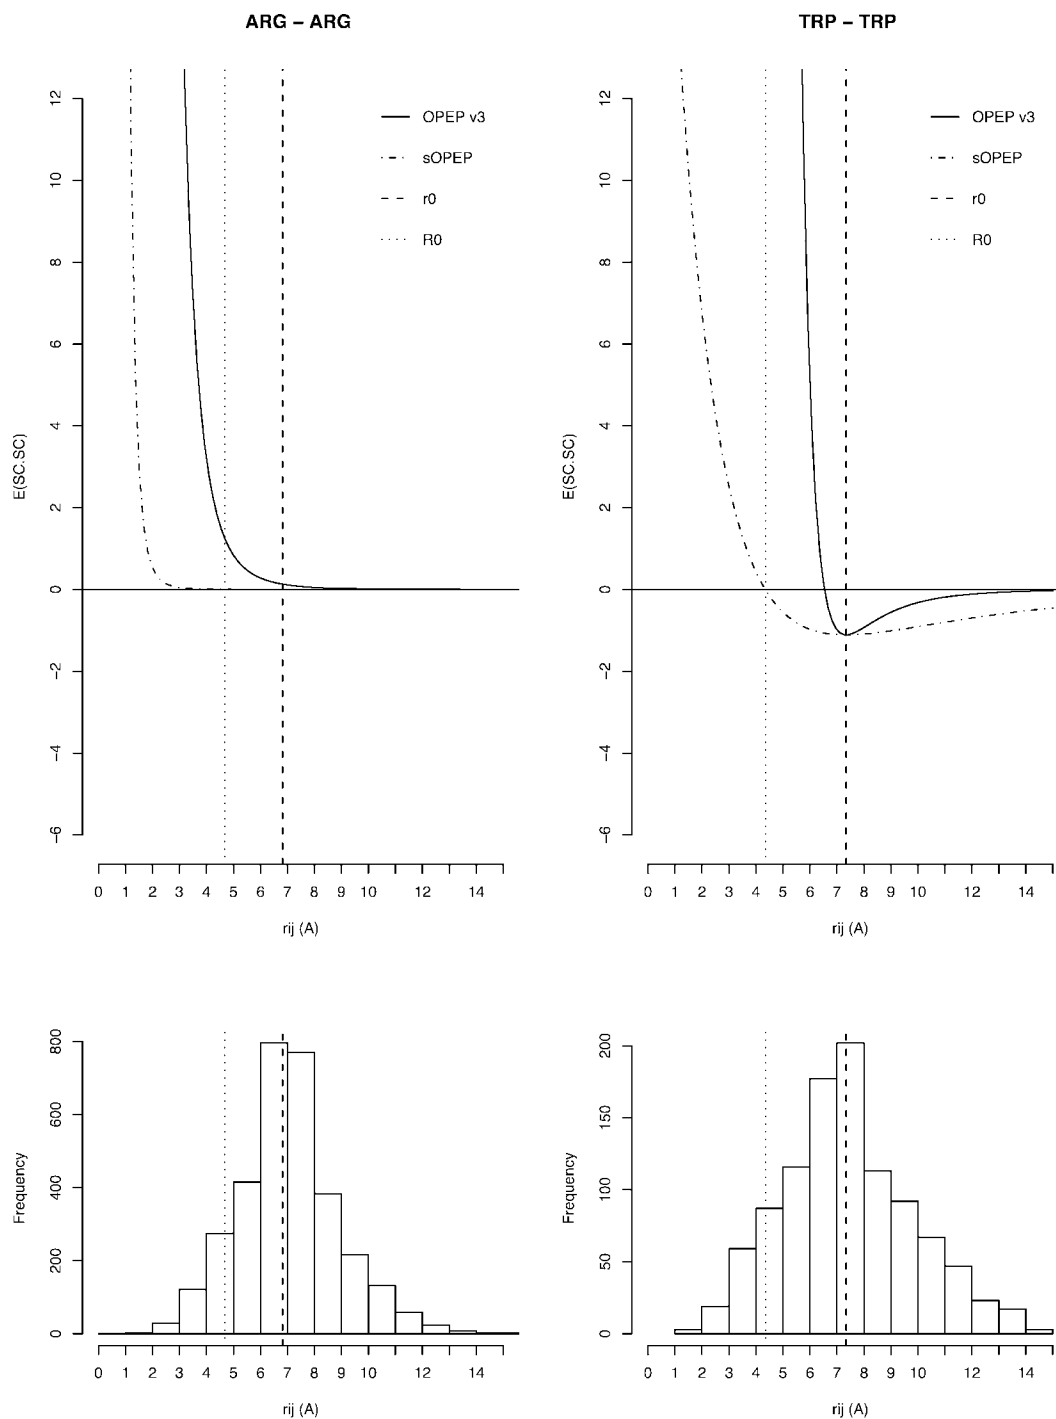 ARG − ARG
TRP − TRP
E(SC.SC)
12
10
8
6
4
2
0
−2
−4
−6
OPEP v3
sOPEP
r0
R0
0 1 2 3 4 5 6 7 8 9 10 12 14
rij (A)
E(SC.SC)
12
10
8
6
4
2
0
−2
−4
−6
OPEP v3
sOPEP
r0
R0
0 1 2 3 4 5 6 7 8 9 10 12 14
rij (A)
Frequency
800
600
400
200
0
0 1 2 3 4 5 6 7 8 9 10 12 14
rij (A)
Frequency
200
150
100
50
0
0 1 2 3 4 5 6 7 8 9 10 12 14
rij (A)